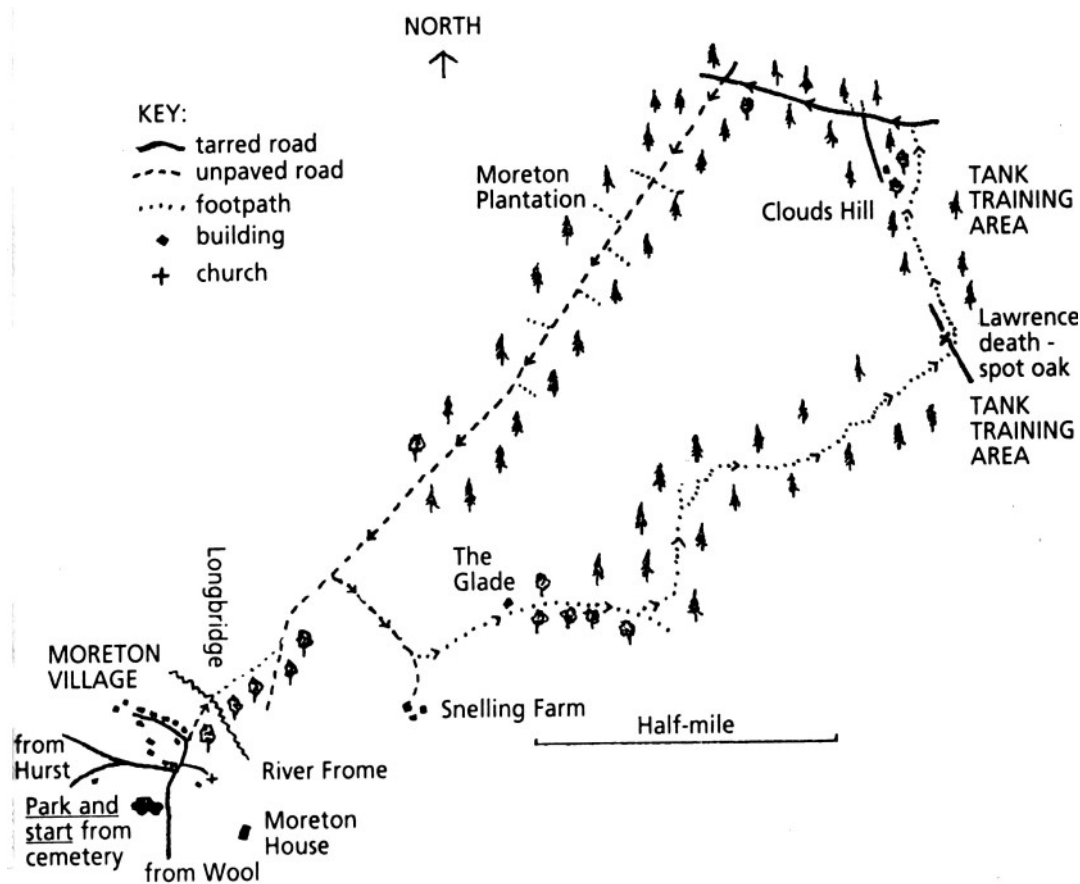 NORTH
KEY:
tarred road
unpaved road
footpath
building
church
Moreton
Plantation
Clouds Hill
TANK
TRAINING
AREA
Lawrence
death -
spot oak
TANK
TRAINING
AREA
The
Glade
Longbridge
MORETON
VILLAGE
Snelling Farm
Half-mile
from
Hurst
River Frome
Park and
start from
cemetery
Moreton
House
from Wool